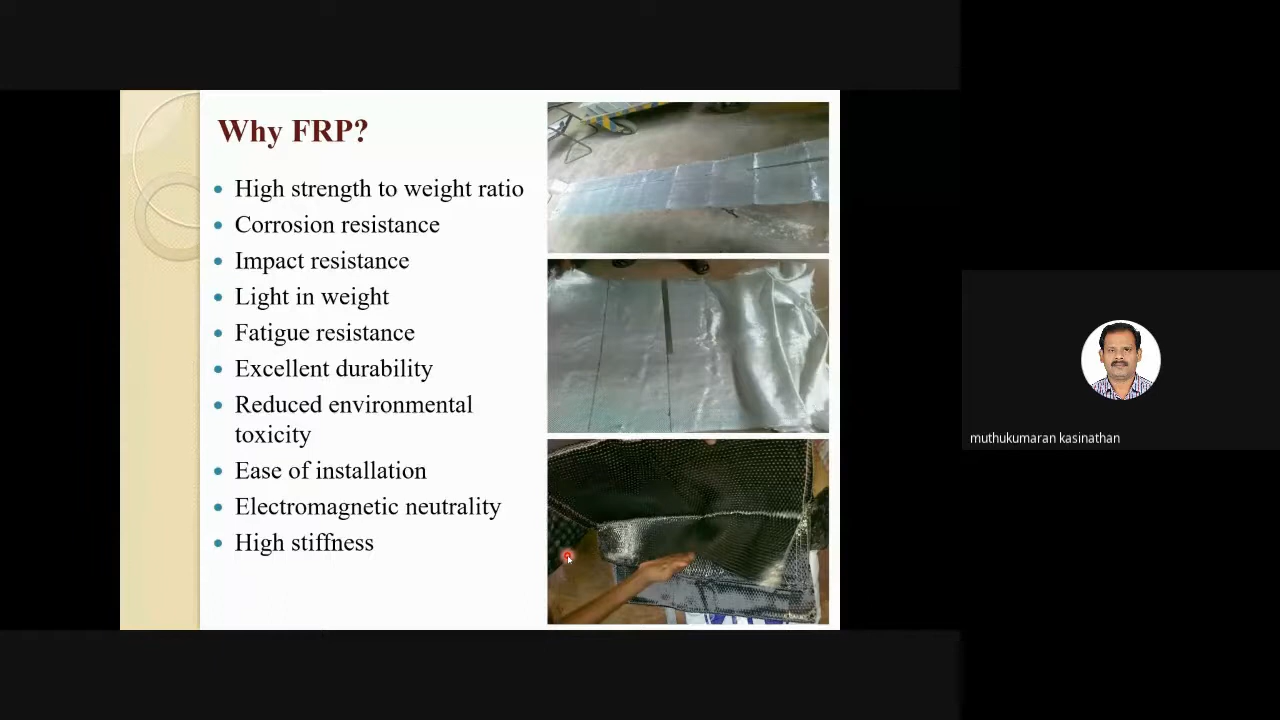 Why FRP?
High strength to weight ratio
Corrosion resistance
Impact resistance
Light in weight
Fatigue resistance
Excellent durability
Reduced environmental
toxicity
Ease of installation
Electromagnetic neutrality
High stiffness
muthukumaran kasinathan